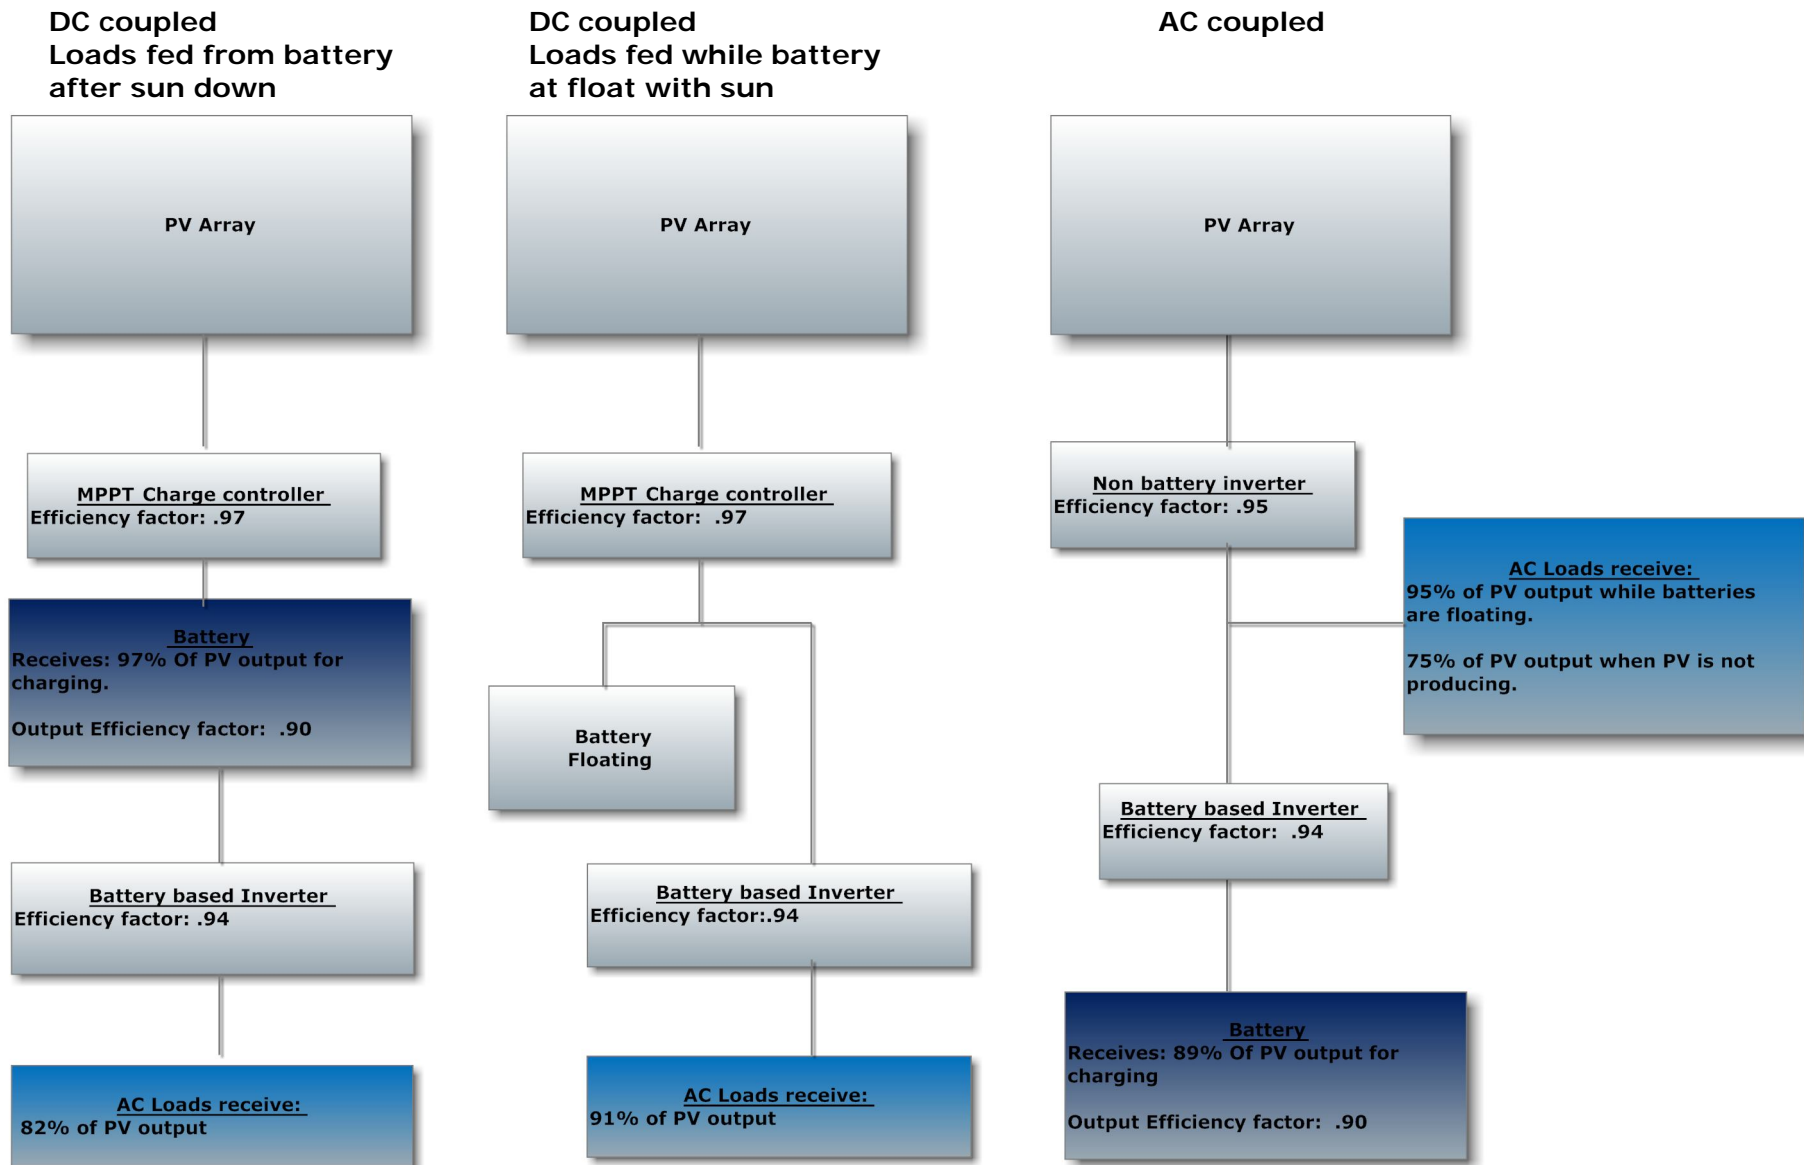 DC coupled
Loads fed from battery
after sun down
PV Array
MPPT Charge controller
Efficiency factor: .97
Battery
Receives: 97% Of PV output for
charging.
Output Efficiency factor: .90
Battery based Inverter
Efficiency factor: .94
AC Loads receive:
82% of PV output
DC coupled
Loads fed while battery
at float with sun
PV Array
MPPT Charge controller
Efficiency factor: .97
Battery
Floating
Battery based Inverter
Efficiency factor:.94
AC Loads receive:
91% of PV output
AC coupled
PV Array
Non battery inverter
Efficiency factor: .95
AC Loads receive:
95% of PV output while batteries
are floating.
75% of PV output when PV is not
producing.
Battery based Inverter
Efficiency factor: .94
Battery
Receives: 89% Of PV output for
charging
Output Efficiency factor: .90